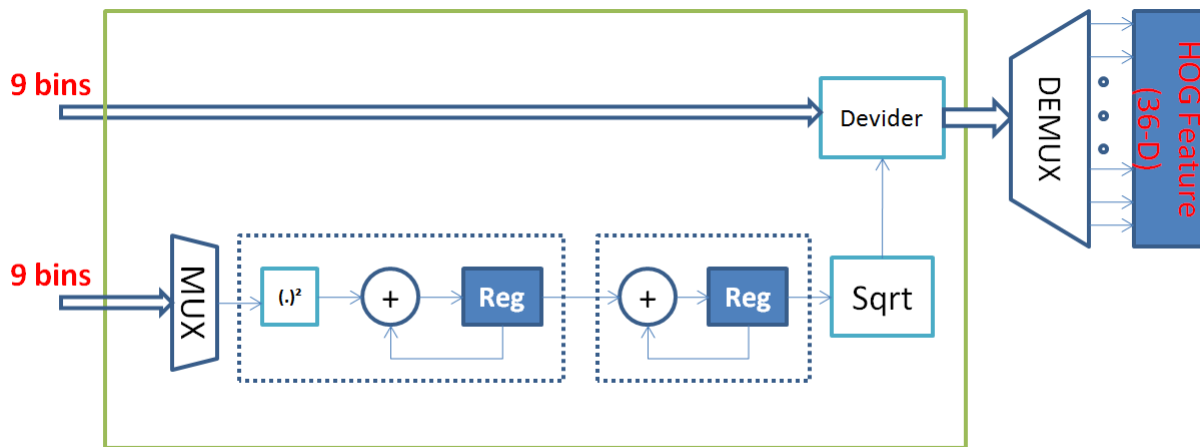 9 bins
Devider
DEMUX
HOG Feature
(36-D)
9 bins
MUX
(.)²
+
Reg
+
Reg
Sqrt